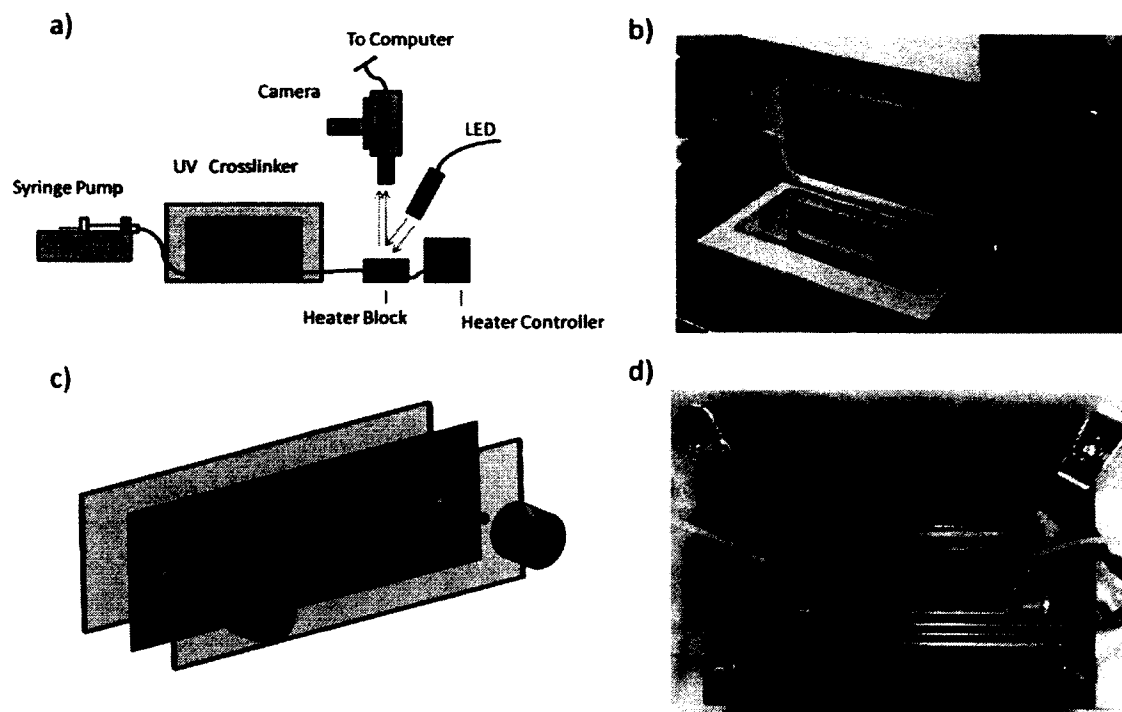 a)
To Computer
Camera
LED
UV Crosslinker
Syringe Pump
Heater Block
Heater Controller
b)
c)
d)